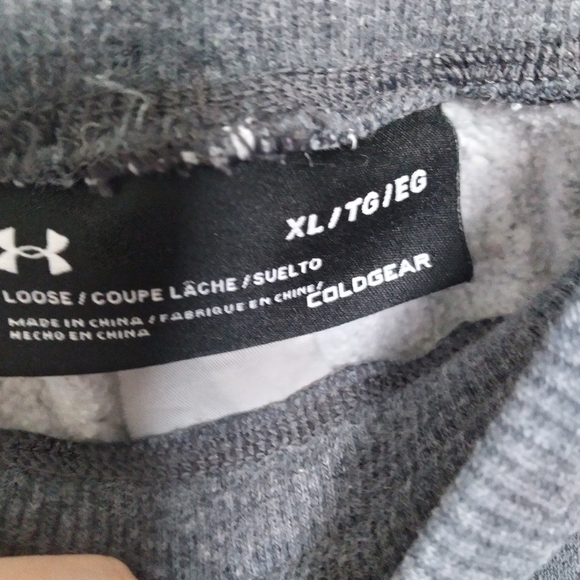 XL/TG/EG
LOOSE / COUPE LÂCHE / SUELTO
COLDGEAR
MADE IN CHINA / FABRIQUE EN CHINE/
HECHO EN CHINA